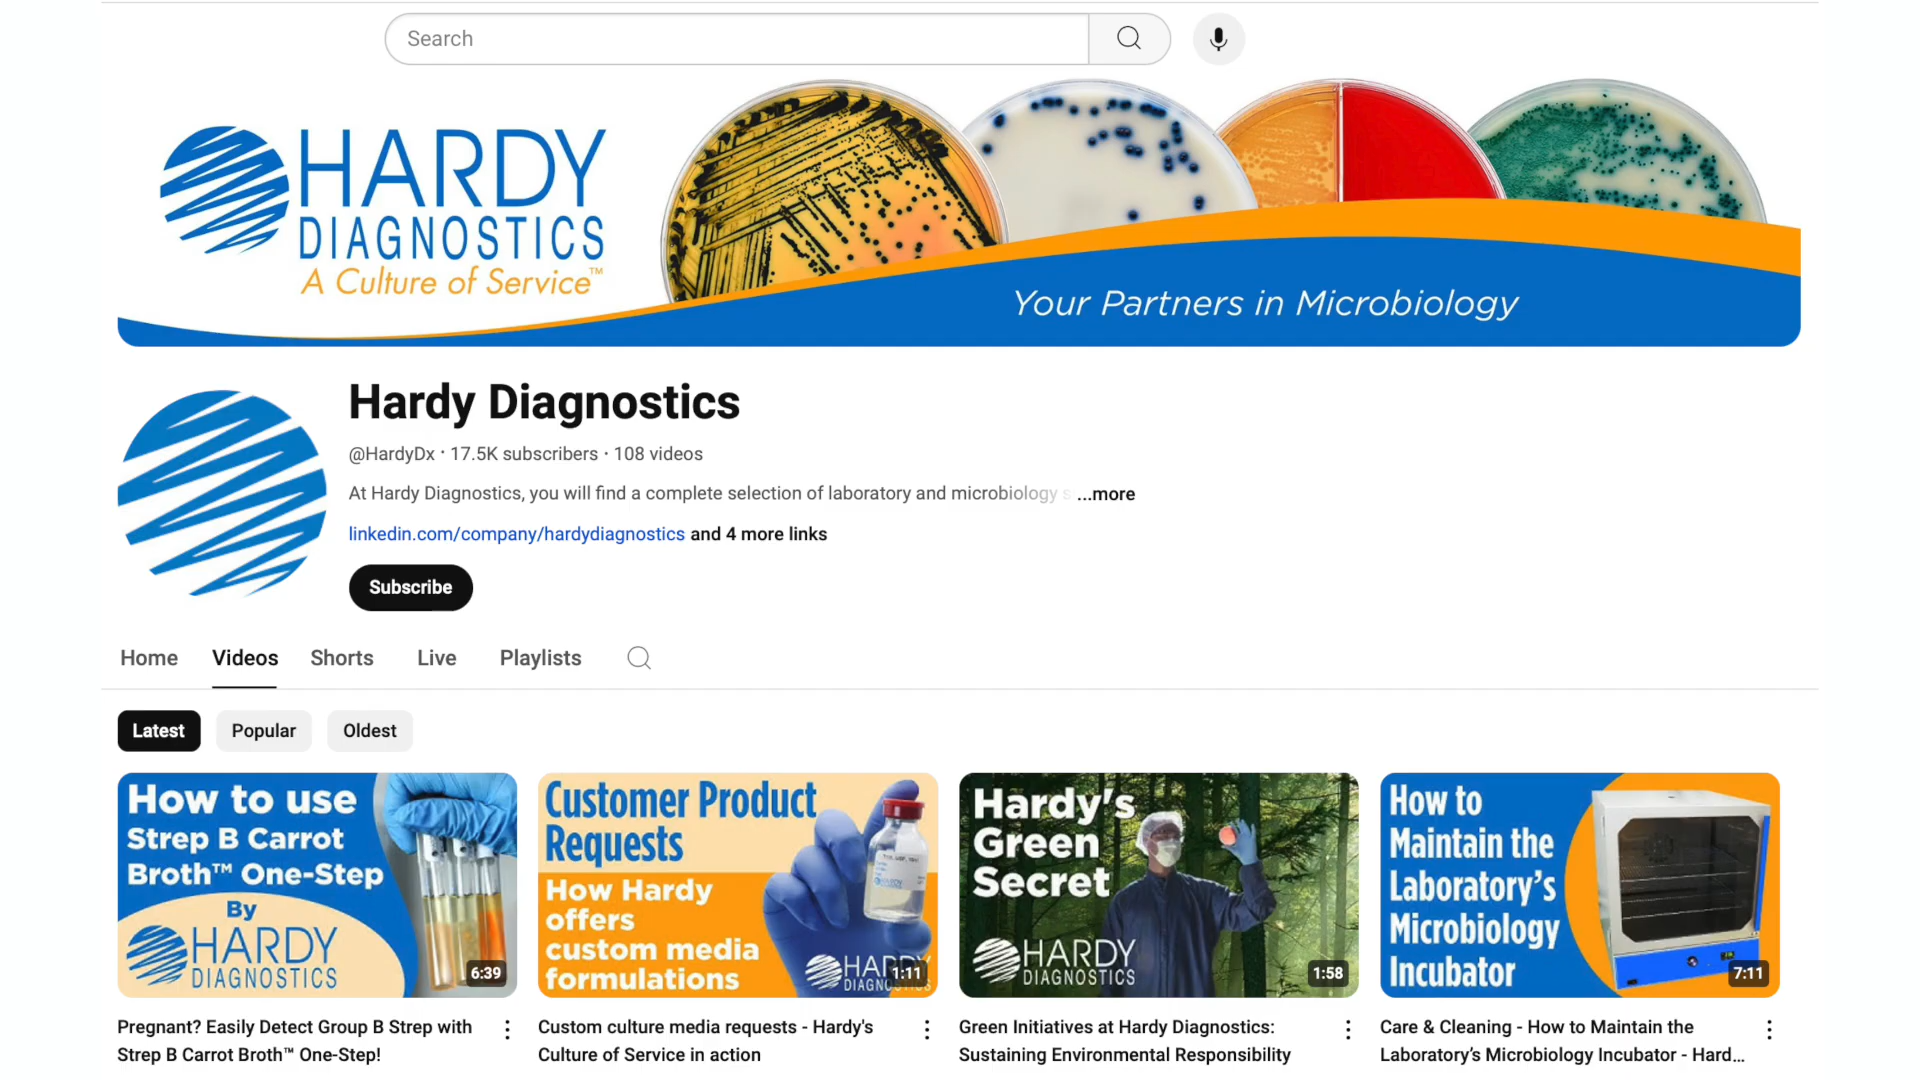 Search
HARDY
DIAGNOSTICS
A Culture of Service™
Your Partners in Microbiology
Hardy Diagnostics
@HardyDx · 17.5K subscribers · 108 videos
At Hardy Diagnostics, you will find a complete selection of laboratory and microbiology s ...more
linkedin.com/company/hardydiagnostics and 4 more links
Subscribe
Home Videos Shorts Live Playlists
Latest Popular Oldest
How to use
Strep B Carrot
Broth™ One-Step
By
HARDY
DIAGNOSTICS
6:39
Customer Product
Requests
How Hardy
offers
custom media
formulations
HARDY
DIAGNOSTICS
1:11
Hardy's
Green
Secret
HARDY
DIAGNOSTICS
1:58
How to
Maintain the
Laboratory's
Microbiology
Incubator
7:11
Pregnant? Easily Detect Group B Strep with
Strep B Carrot Broth™ One-Step!
Custom culture media requests - Hardy's
Culture of Service in action
Green Initiatives at Hardy Diagnostics:
Sustaining Environmental Responsibility
Care & Cleaning - How to Maintain the
Laboratory's Microbiology Incubator - Hard...